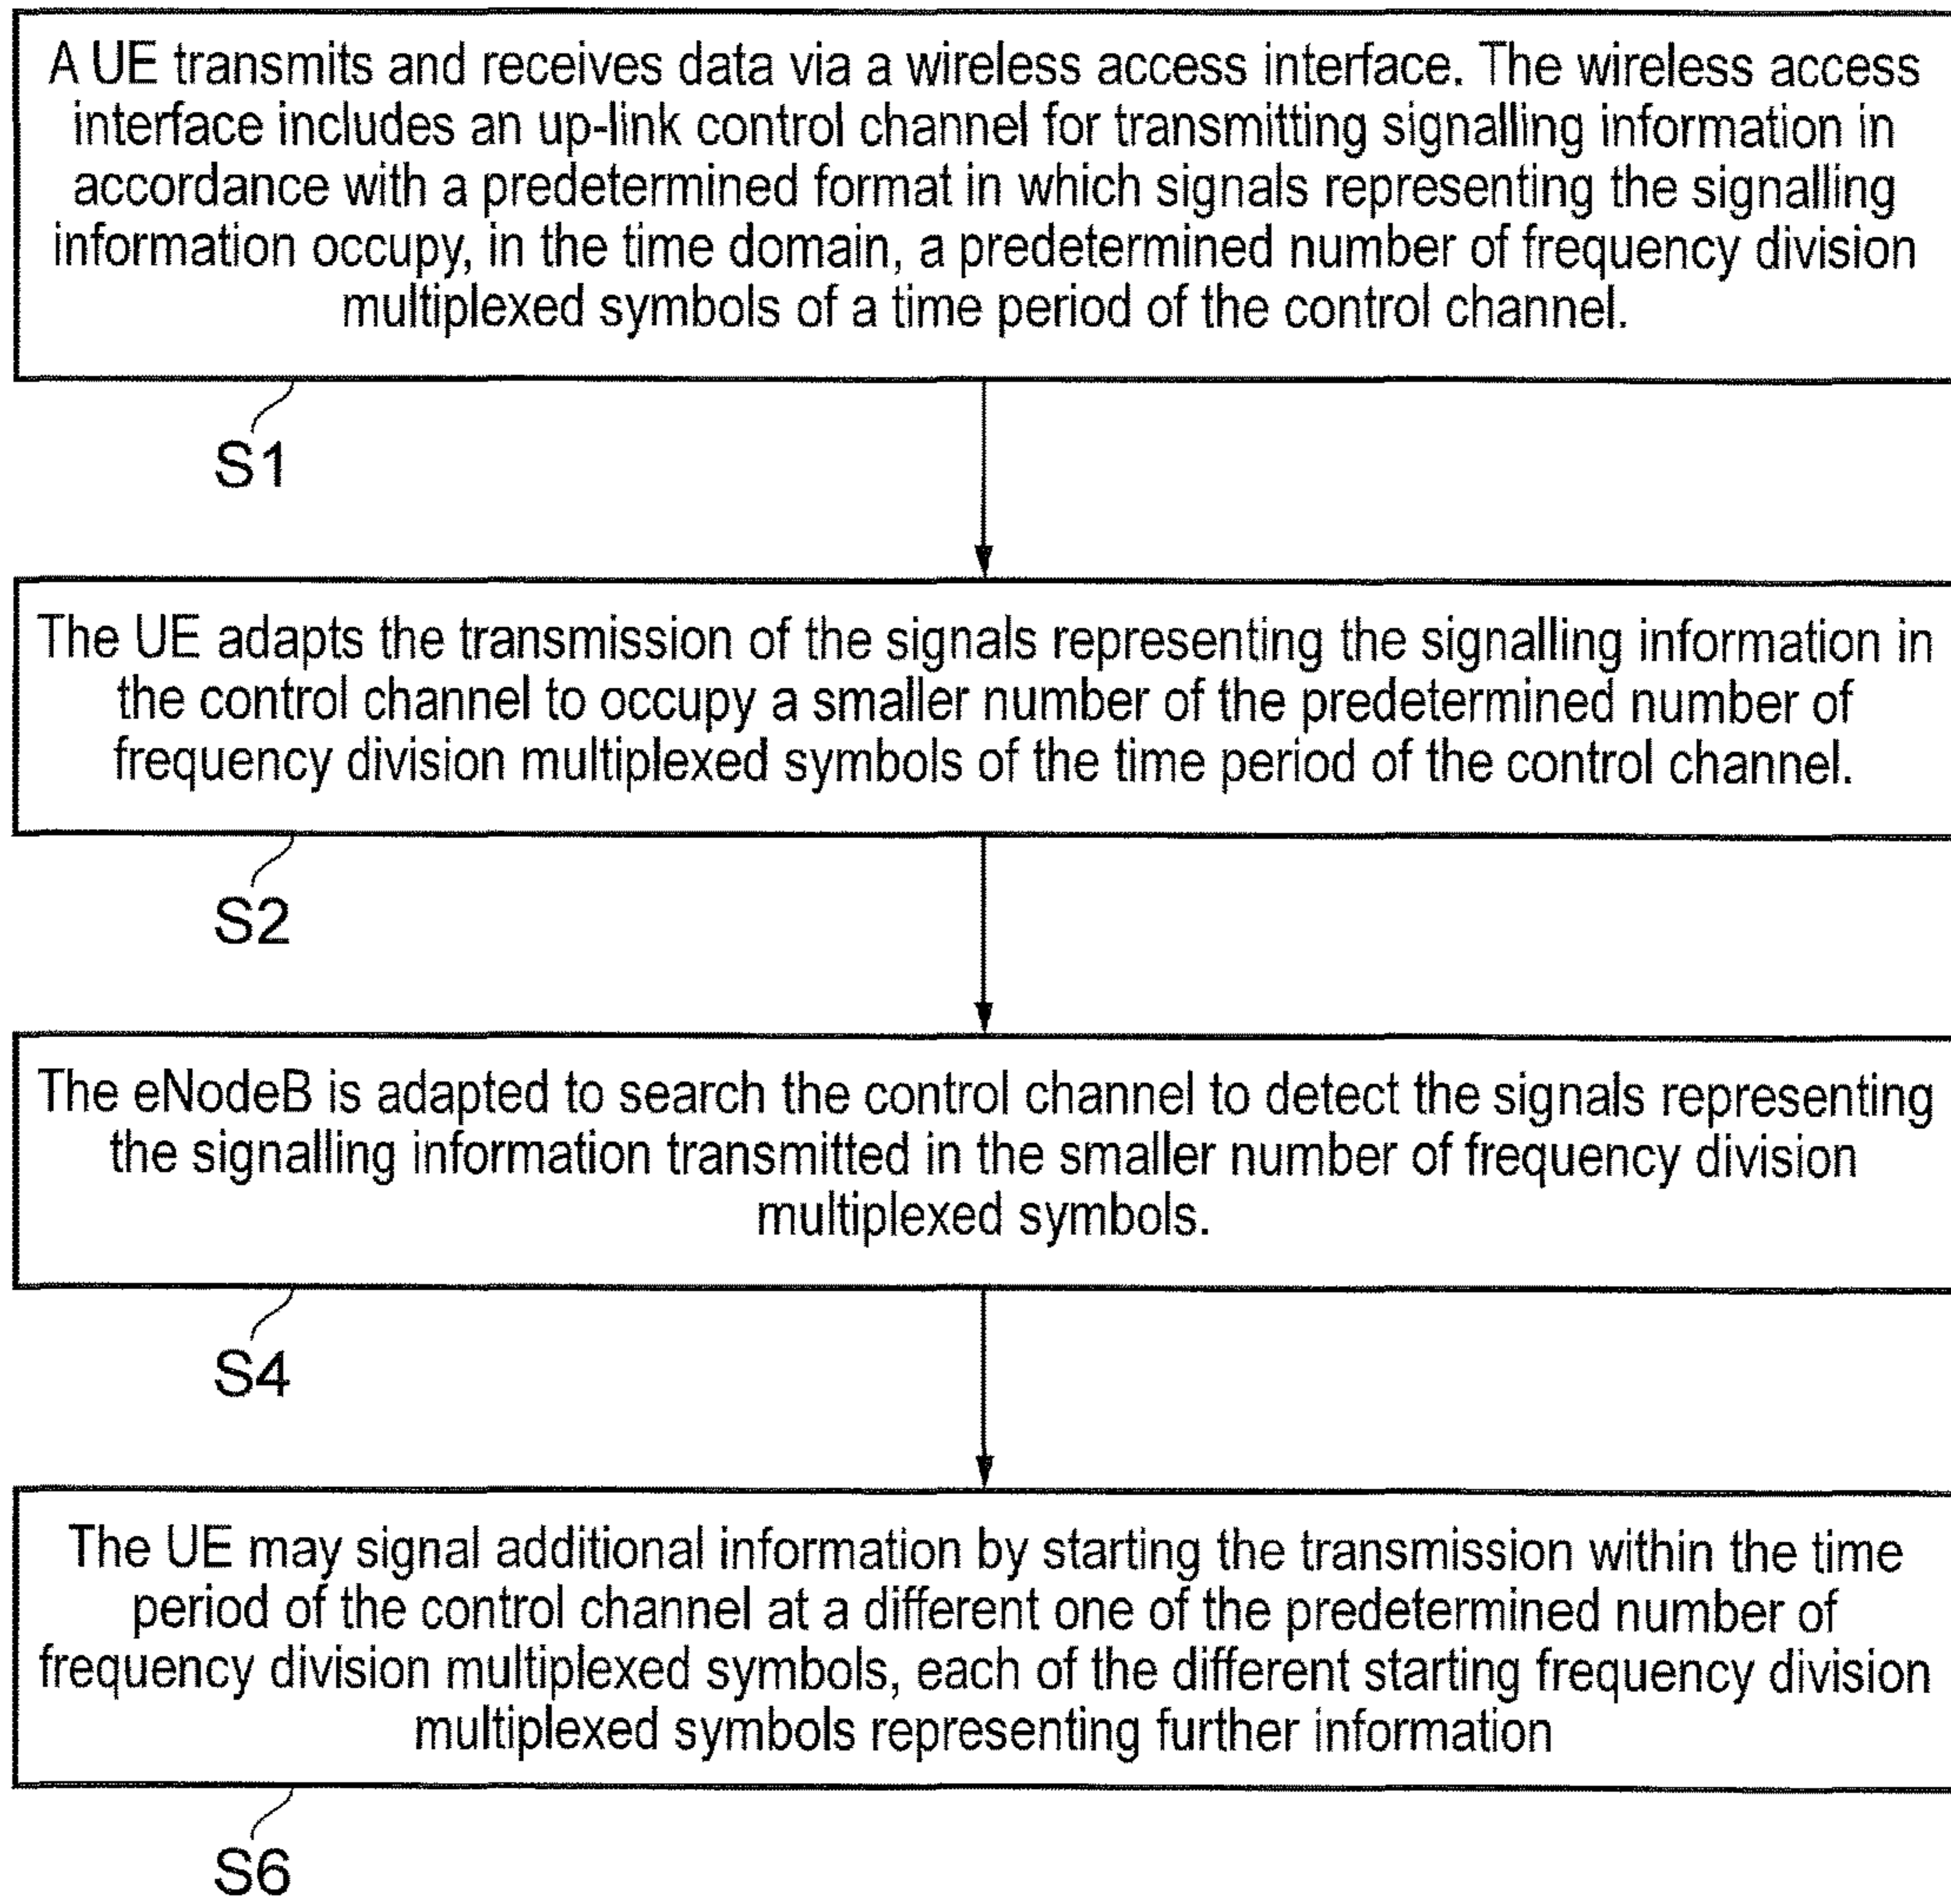 A UE transmits and receives data via a wireless access interface. The wireless access
interface includes an up-link control channel for transmitting signalling information in
accordance with a predetermined format in which signals representing the signalling
information occupy, in the time domain, a predetermined number of frequency division
multiplexed symbols of a time period of the control channel.
S1
The UE adapts the transmission of the signals representing the signalling information in
the control channel to occupy a smaller number of the predetermined number of
frequency division multiplexed symbols of the time period of the control channel.
S2
The eNodeB is adapted to search the control channel to detect the signals representing
the signalling information transmitted in the smaller number of frequency division
multiplexed symbols.
S4
The UE may signal additional information by starting the transmission within the time
period of the control channel at a different one of the predetermined number of
frequency division multiplexed symbols, each of the different starting frequency division
multiplexed symbols representing further information
S6